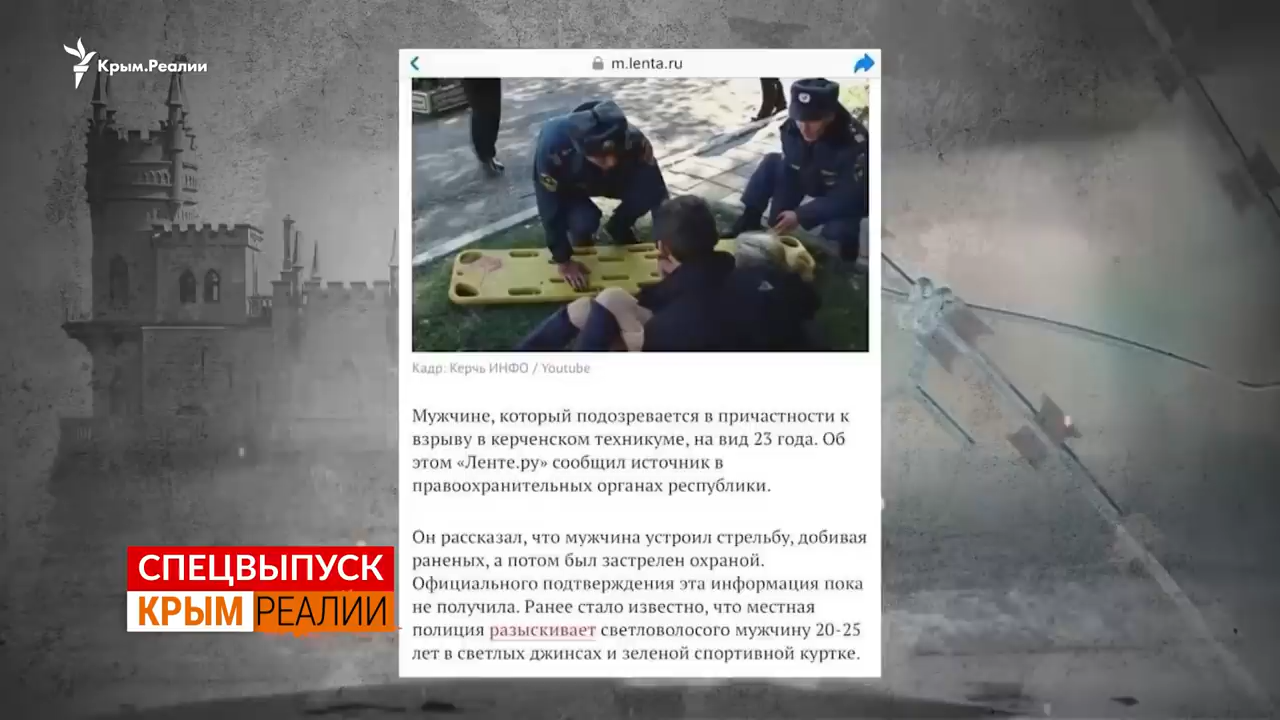 Крым.Реалии
m.lenta.ru
Кадр: Керчь ИНФО / Youtube
Мужчине, который подозревается в причастности к
взрыву в керченском техникуме, на вид 23 года. Об
этом «Ленте.ру» сообщил источник в
правоохранительных органах республики.
Он рассказал, что мужчина устроил стрельбу, добивая
раненых, а потом был застрелен охраной.
Официального подтверждения эта информация пока
не получила. Ранее стало известно, что местная
полиция разыскивает светловолосого мужчину 20-25
лет в светлых джинсах и зеленой спортивной куртке.
СПЕЦВЫПУСК
КРЫМ РЕАЛИИ